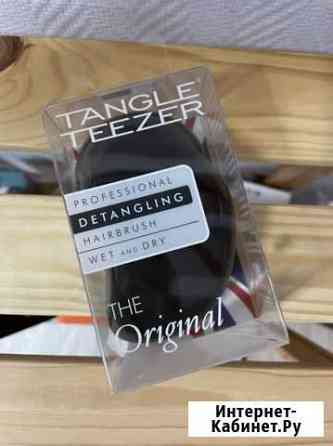 TANGLE
TEEZER
PROFESSIONAL
DETANGLING
HAIRBRUSH
WET AND DRY
THE
Original
Интернет-
Кабинет.Ру